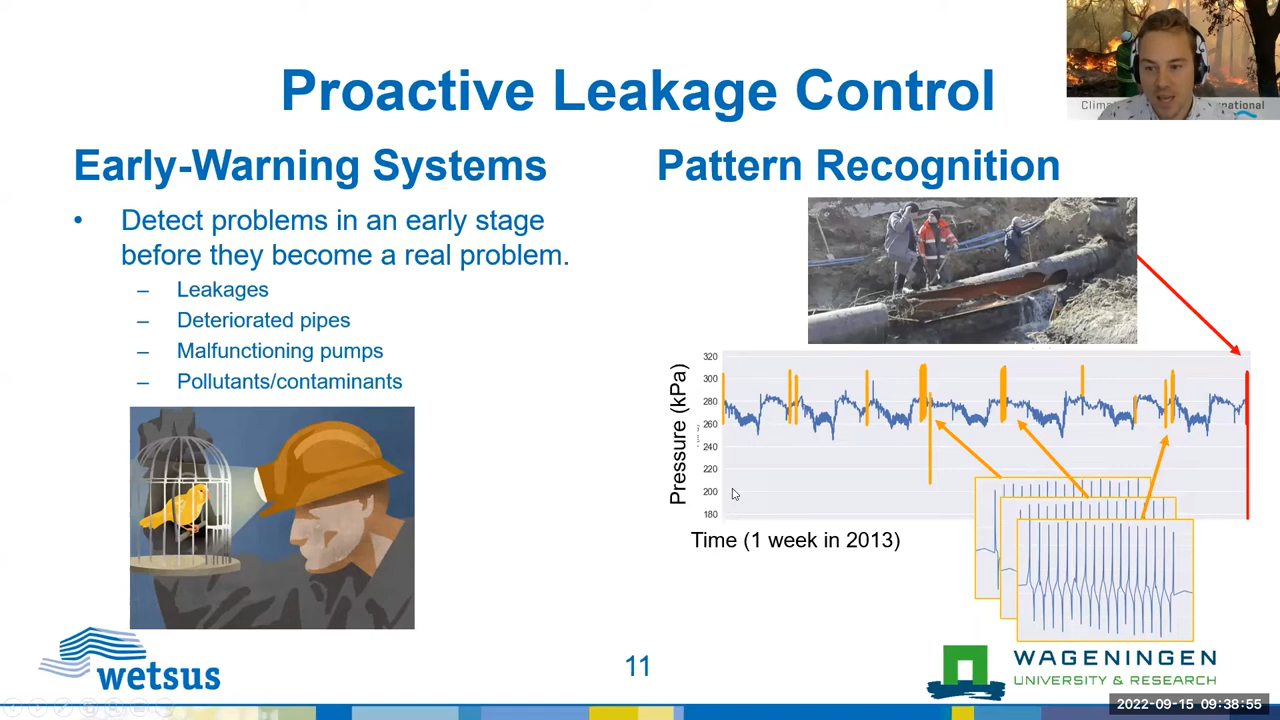 Proactive Leakage Control
Early-Warning Systems
• Detect problems in an early stage
before they become a real problem.
– Leakages
– Deteriorated pipes
– Malfunctioning pumps
– Pollutants/contaminants
Pattern Recognition
Pressure (kPa)
320
300
280
260
240
220
200
180
Time (1 week in 2013)
wetsus
11
WAGENINGEN
UNIVERSITY & RESEARCH
2022-09-15 09:38:55